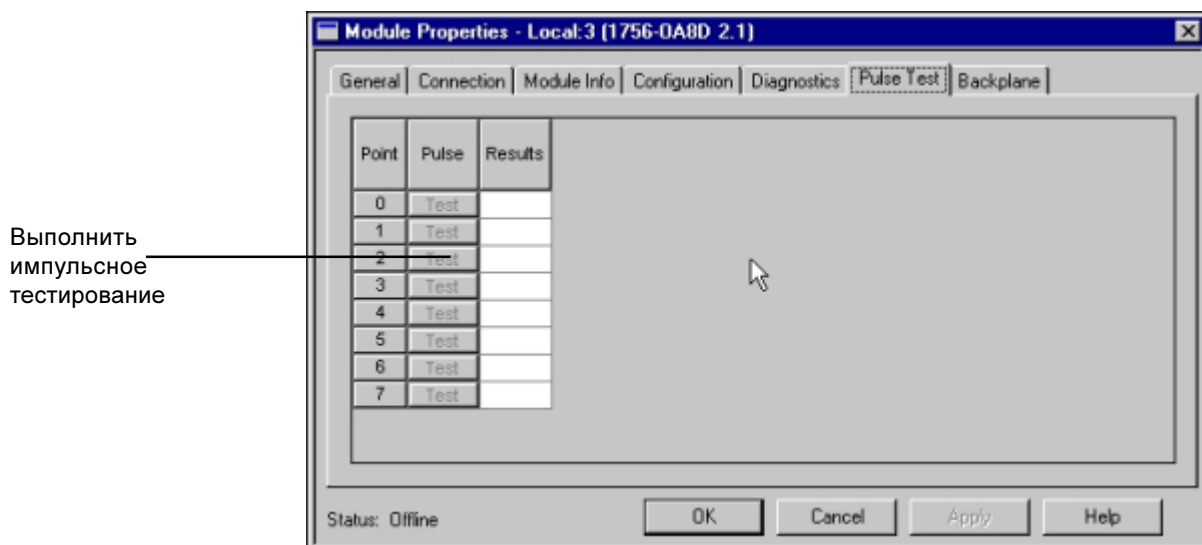 Module Properties - Local:3 (1756-OA8D 2.1)
General Connection Module Info Configuration Diagnostics Pulse Test Backplane
Point Pulse Results
0 Test
1 Test
2 Test
3 Test
4 Test
5 Test
6 Test
7 Test
Выполнить
импульсное
тестирование
Status: Offline OK Cancel Apply Help